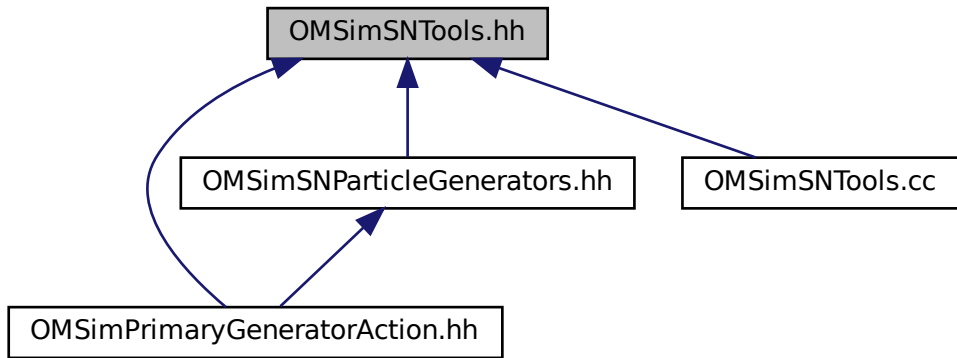 OMSimSNTools.hh
OMSimSNParticleGenerators.hh
OMSimSNTools.cc
OMSimPrimaryGeneratorAction.hh